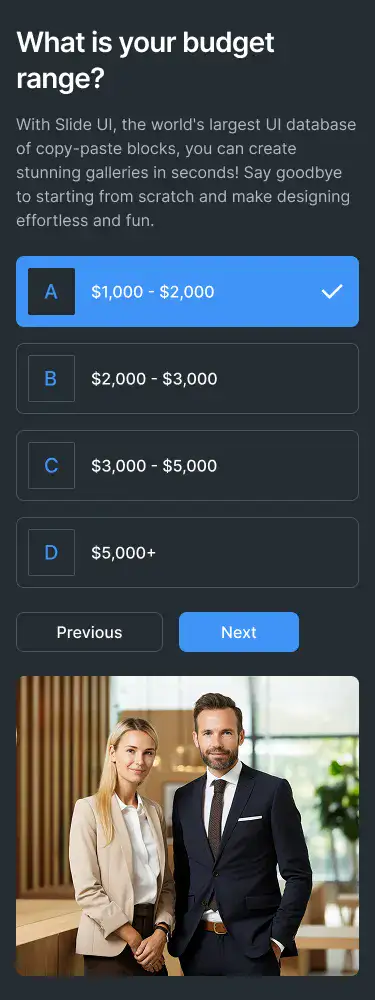 What is your budget
range?
With Slide UI, the world's largest UI database
of copy-paste blocks, you can create
stunning galleries in seconds! Say goodbye
to starting from scratch and make designing
effortless and fun.
A $1,000 - $2,000
B $2,000 - $3,000
C $3,000 - $5,000
D $5,000+
Previous Next